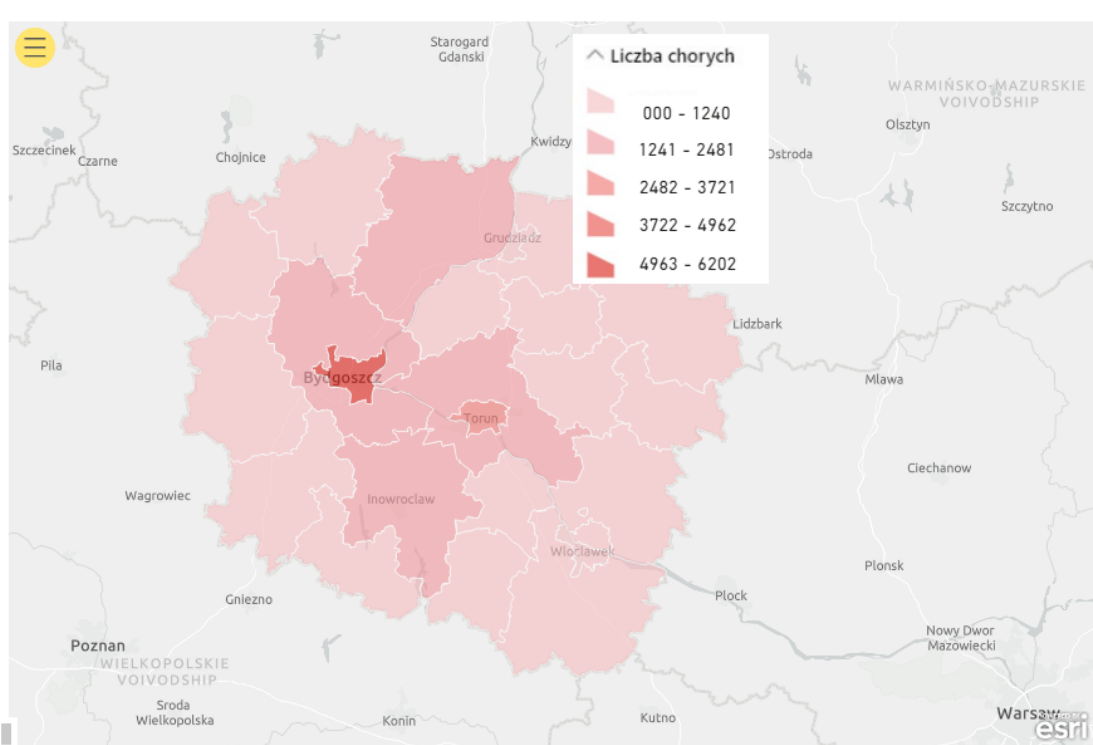 Starogard
Gdanski
Liczba chorych
000 - 1240
1241 - 2481
2482 - 3721
3722 - 4962
4963 - 6202
WARMIŃSKO-MAZURSKIE
VOIVODSHIP
Olsztyn
Szczecinek
Czarne
Chojnice
Kwidzy
Ostroda
Szczytno
Grudziadz
Lidzbark
Pila
Bydgoszcz
Mlawa
Torun
Ciechanow
Wagrowiec
Inowroclaw
Wloclawek
Plonsk
Gniezno
Plock
Nowy Dwor
Mazowiecki
Poznan
WIELKOPOLSKIE
VOIVODSHIP
Sroda
Wielkopolska
Konin
Kutno
Warsaw
POWERED BY
esri